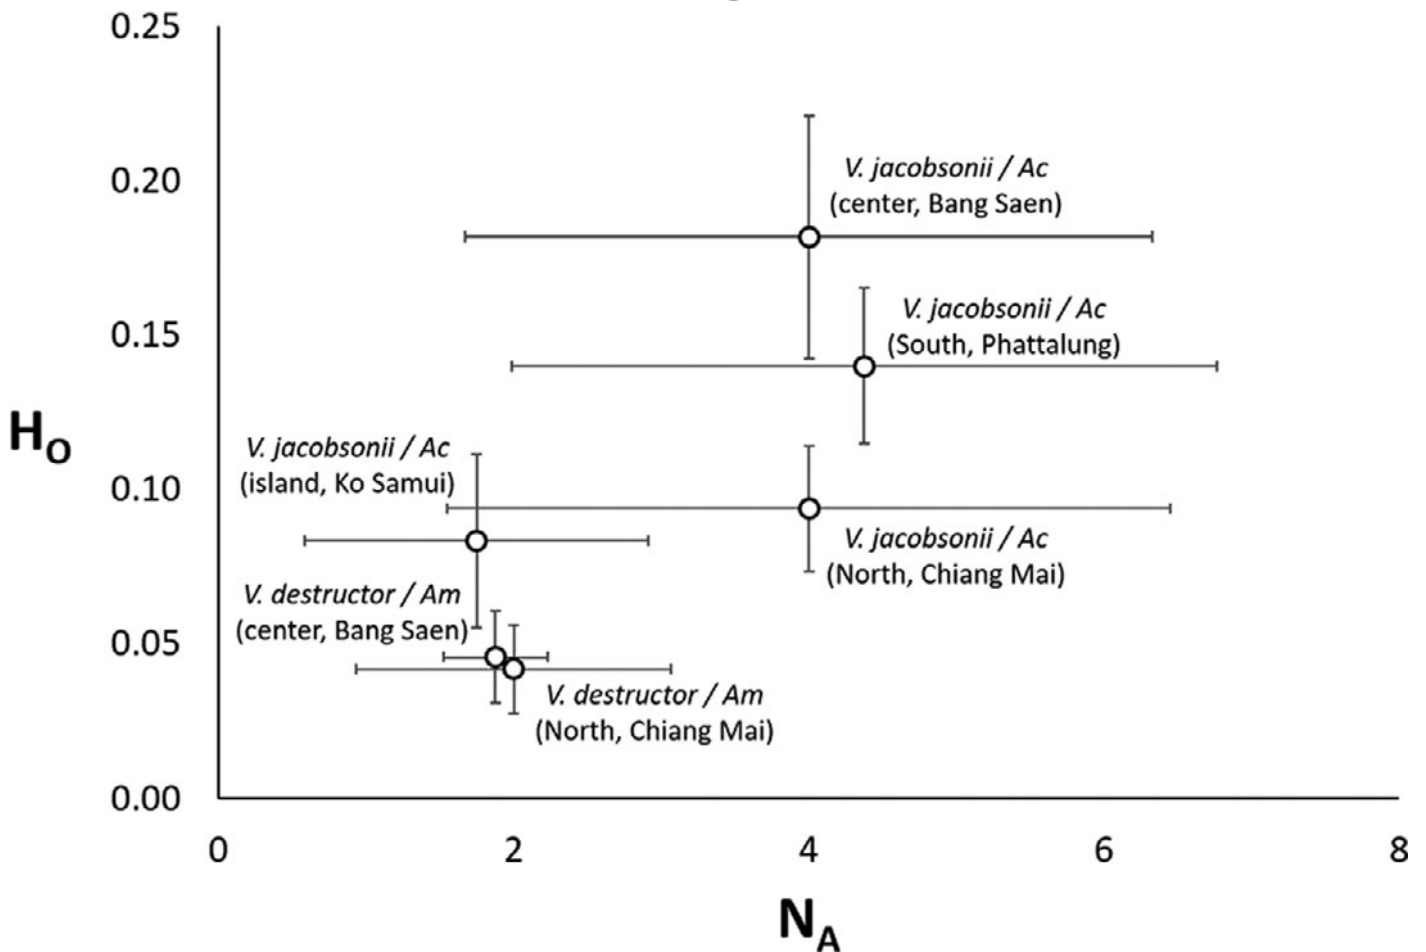 0.25
0.20
0.15
0.10
0.05
0.00
H_O
V. jacobsonii / Ac
(center, Bang Saen)
V. jacobsonii / Ac
(South, Phattalung)
V. jacobsonii / Ac
(island, Ko Samui)
V. jacobsonii / Ac
(North, Chiang Mai)
V. destructor / Am
(center, Bang Saen)
V. destructor / Am
(North, Chiang Mai)
0 2 4 6 8
N_A